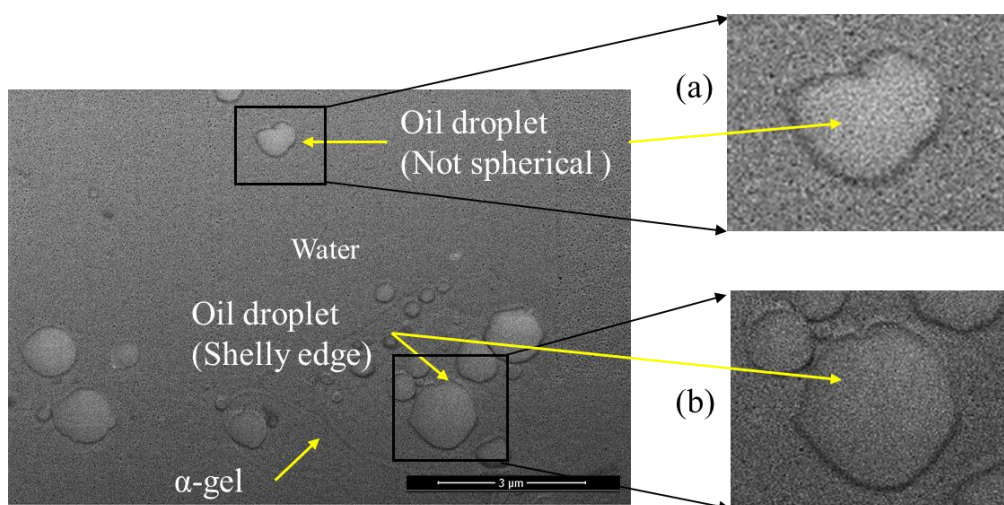 (a)
Oil droplet
(Not spherical )
Water
Oil droplet
(Shelly edge)
(b)
α-gel
3 µm